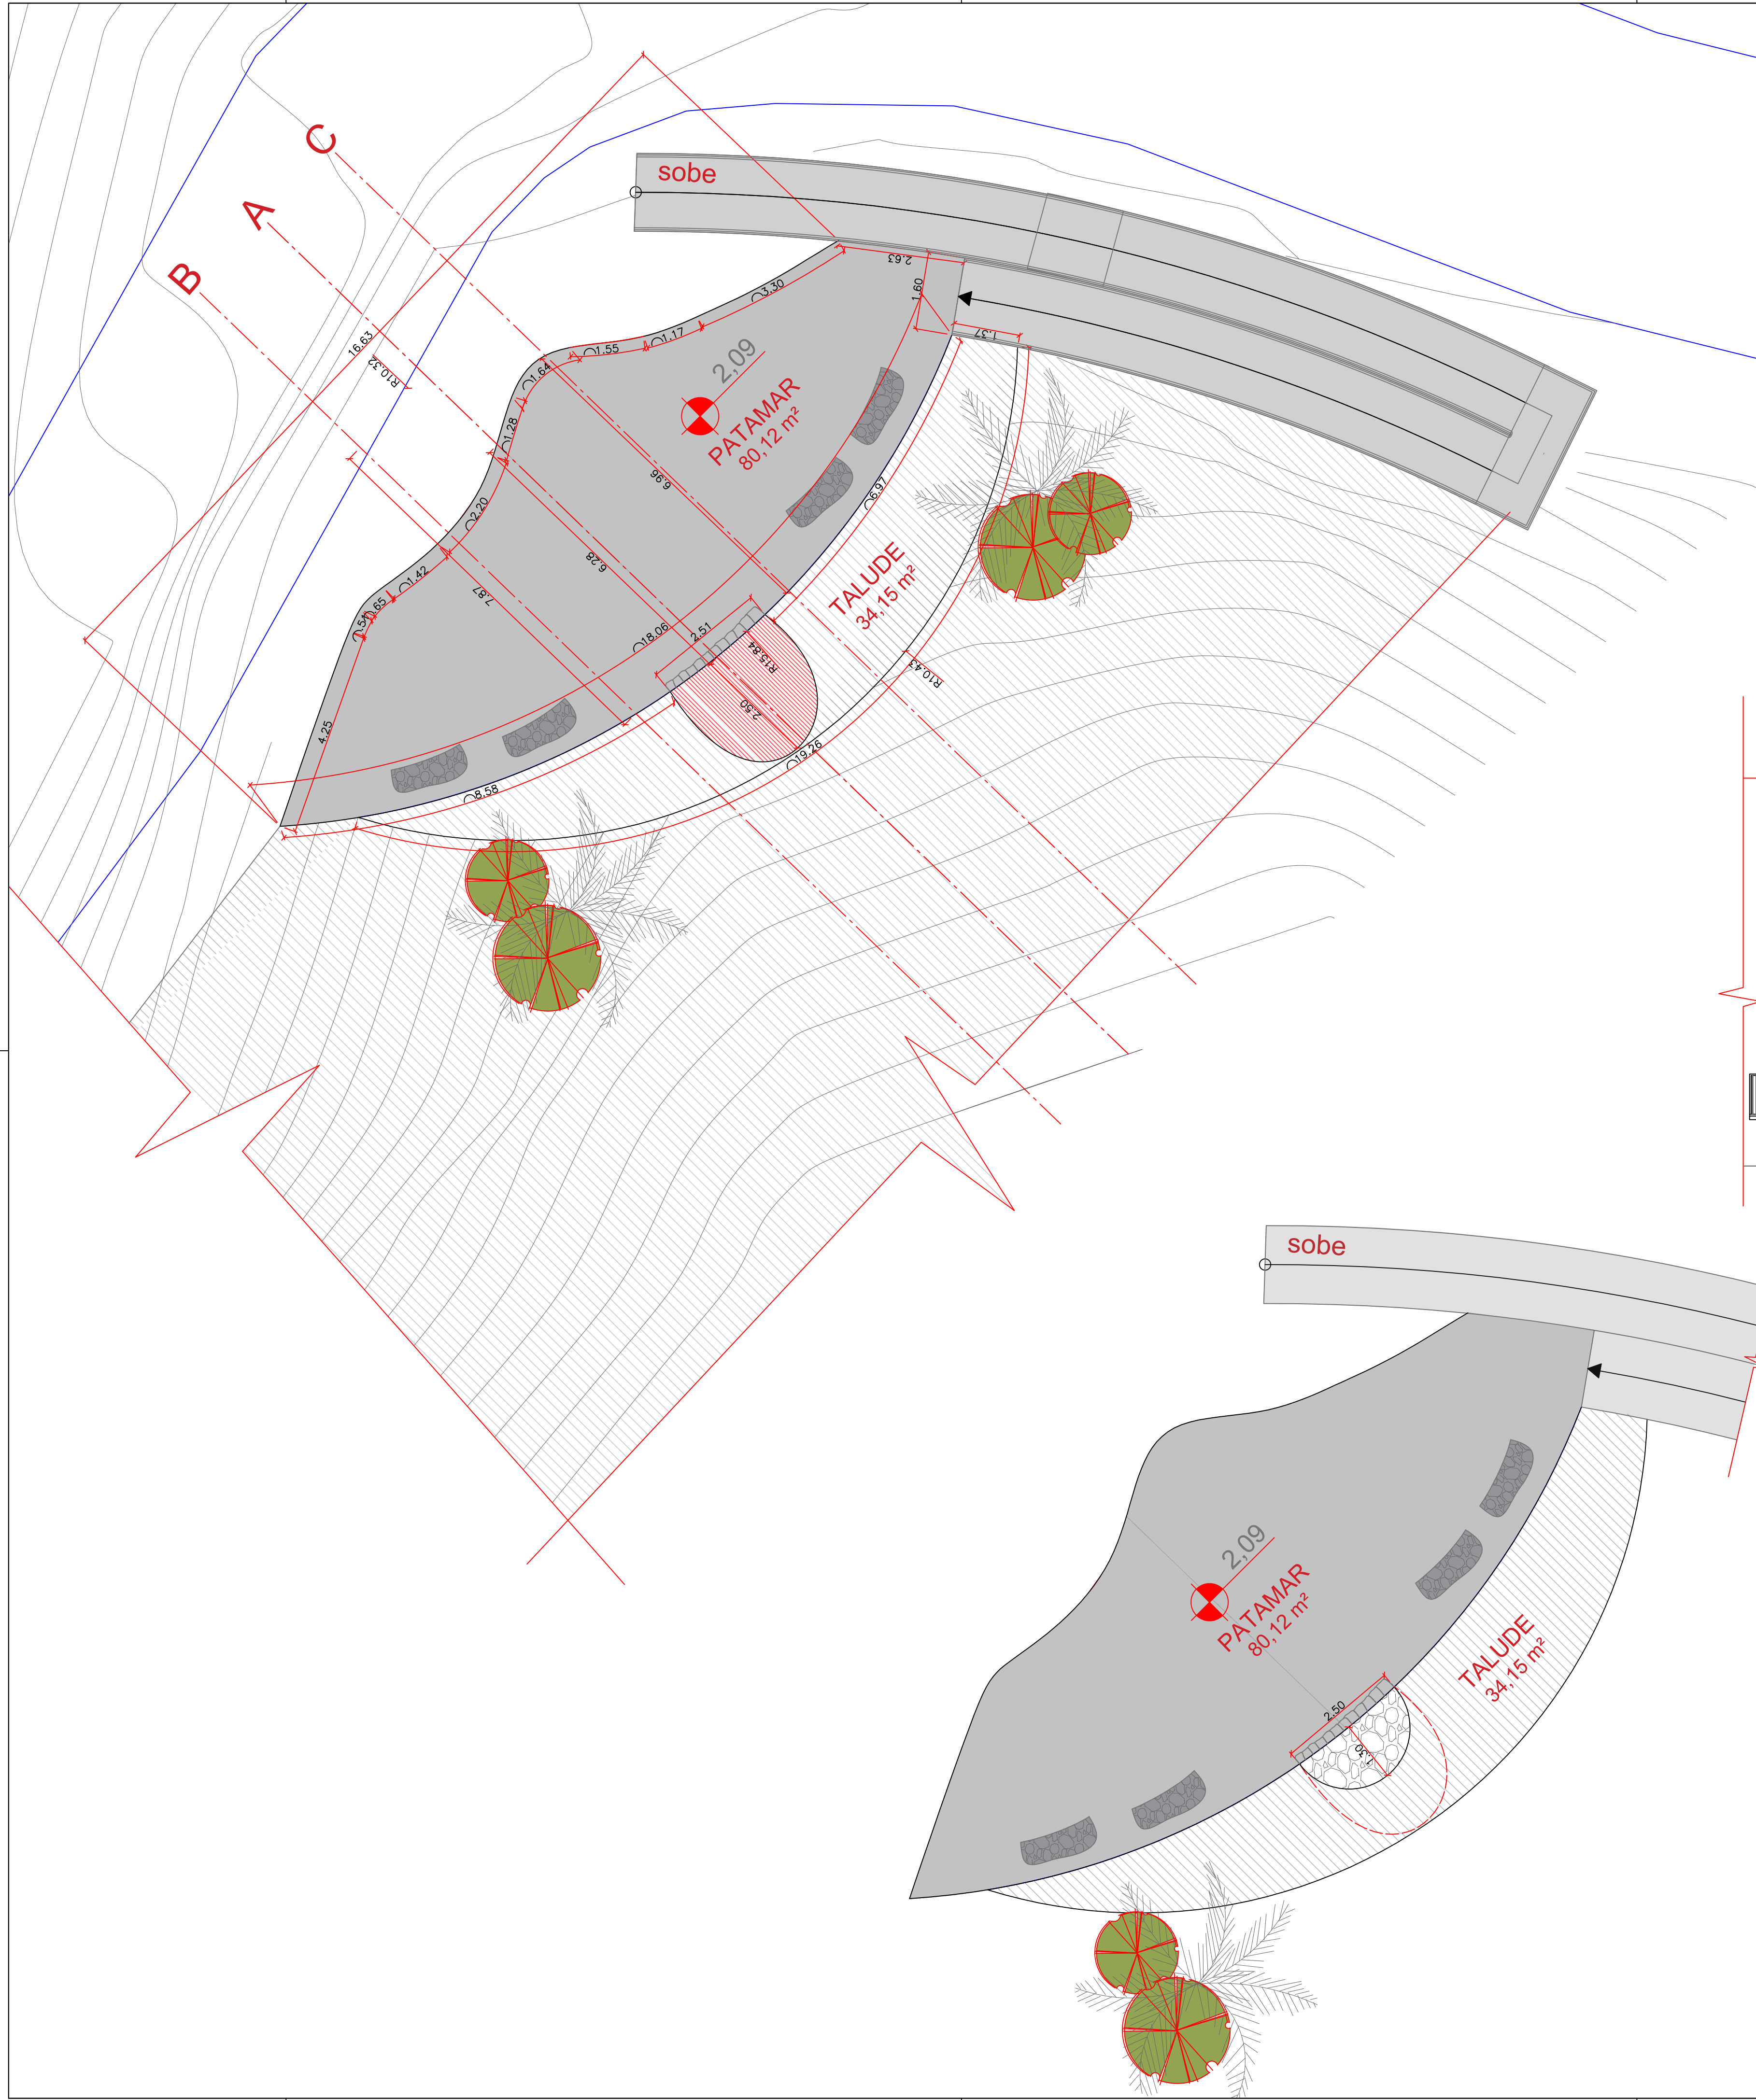 C
sobe
A
2.63
B
1.60
3.30
1.37
1.17
16.63
1.55
R10.32
1.64
2,09
PATAMAR
80,12 m²
1.28
6.96
6.97
2.20
TALUDE
34,15 m²
6.28
1.42
7.87
0.65
18.06
2.51
R15.84
R10.43
2.50
4.25
19.26
8.58
sobe
2,09
PATAMAR
80,12 m²
TALUDE
34,15 m²
2.50
1.30